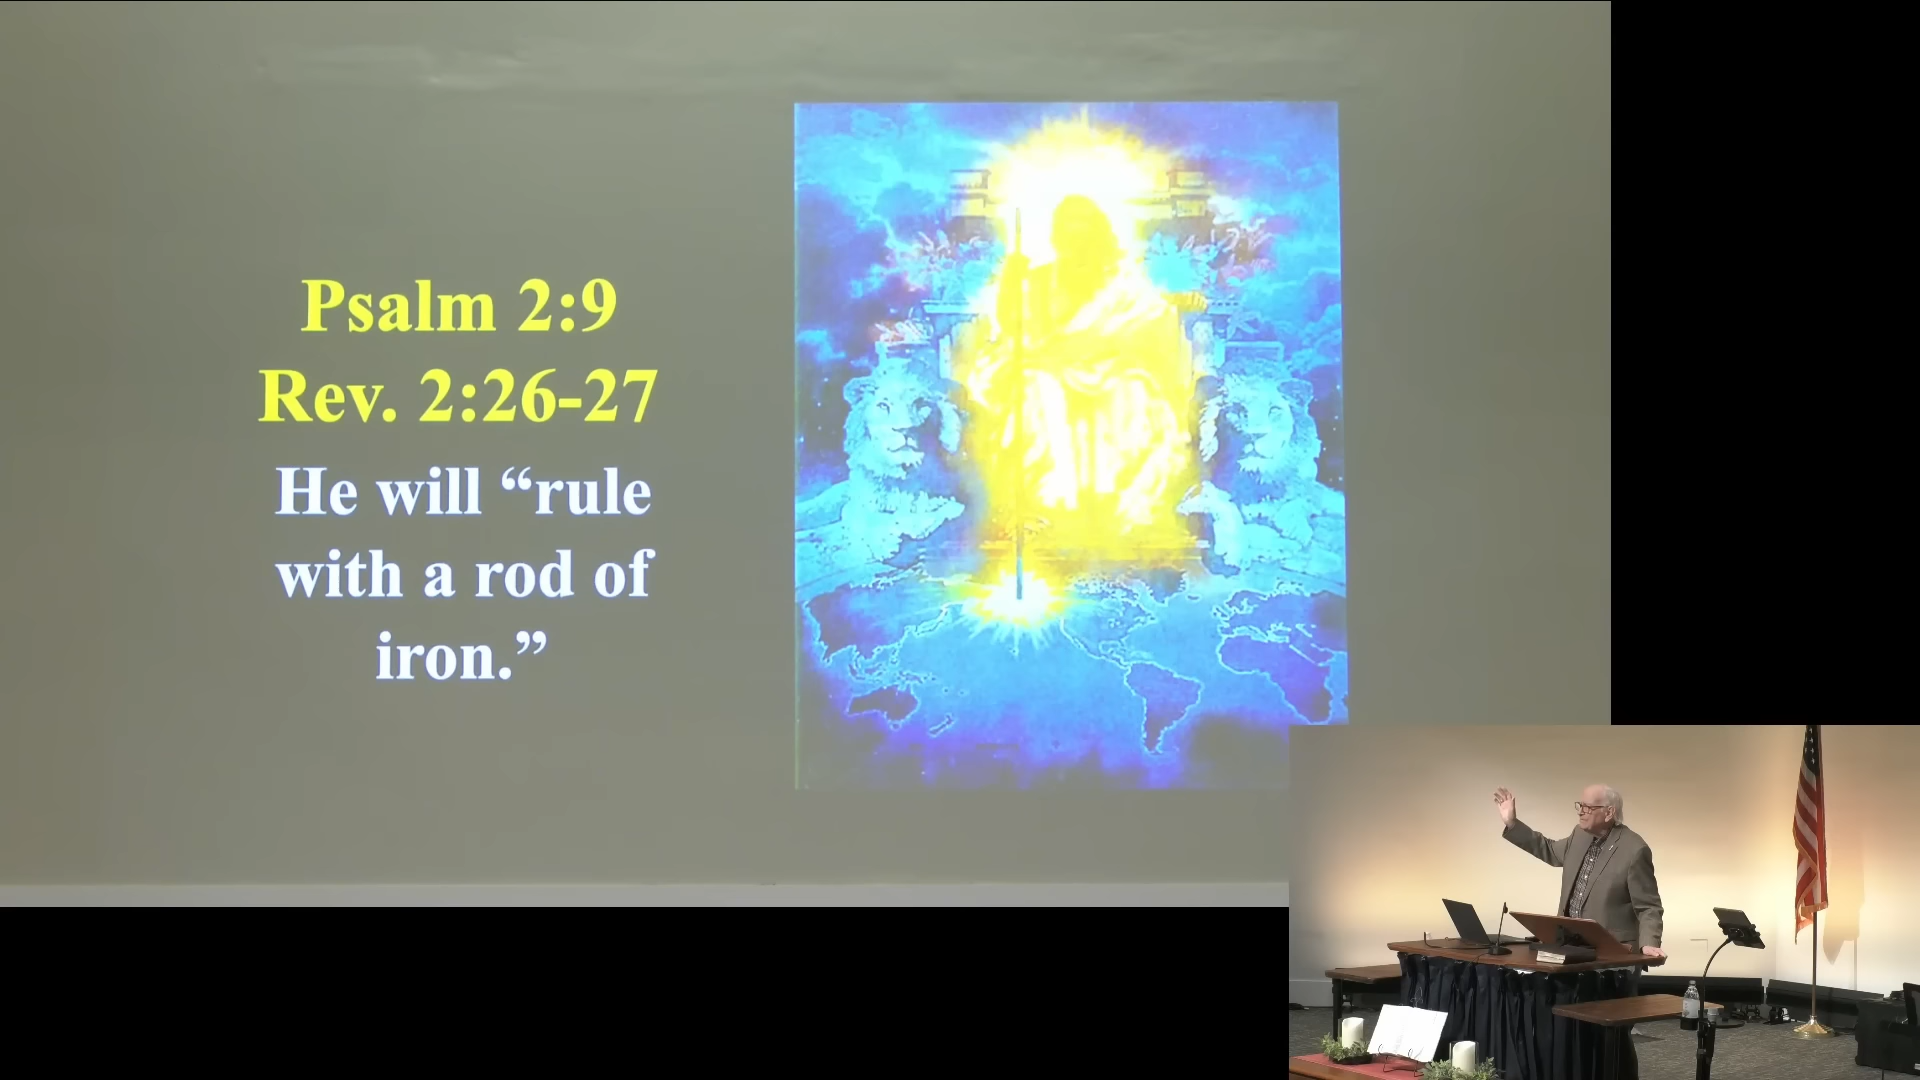 Psalm 2:9
Rev. 2:26-27
He will “rule
with a rod of
iron.”